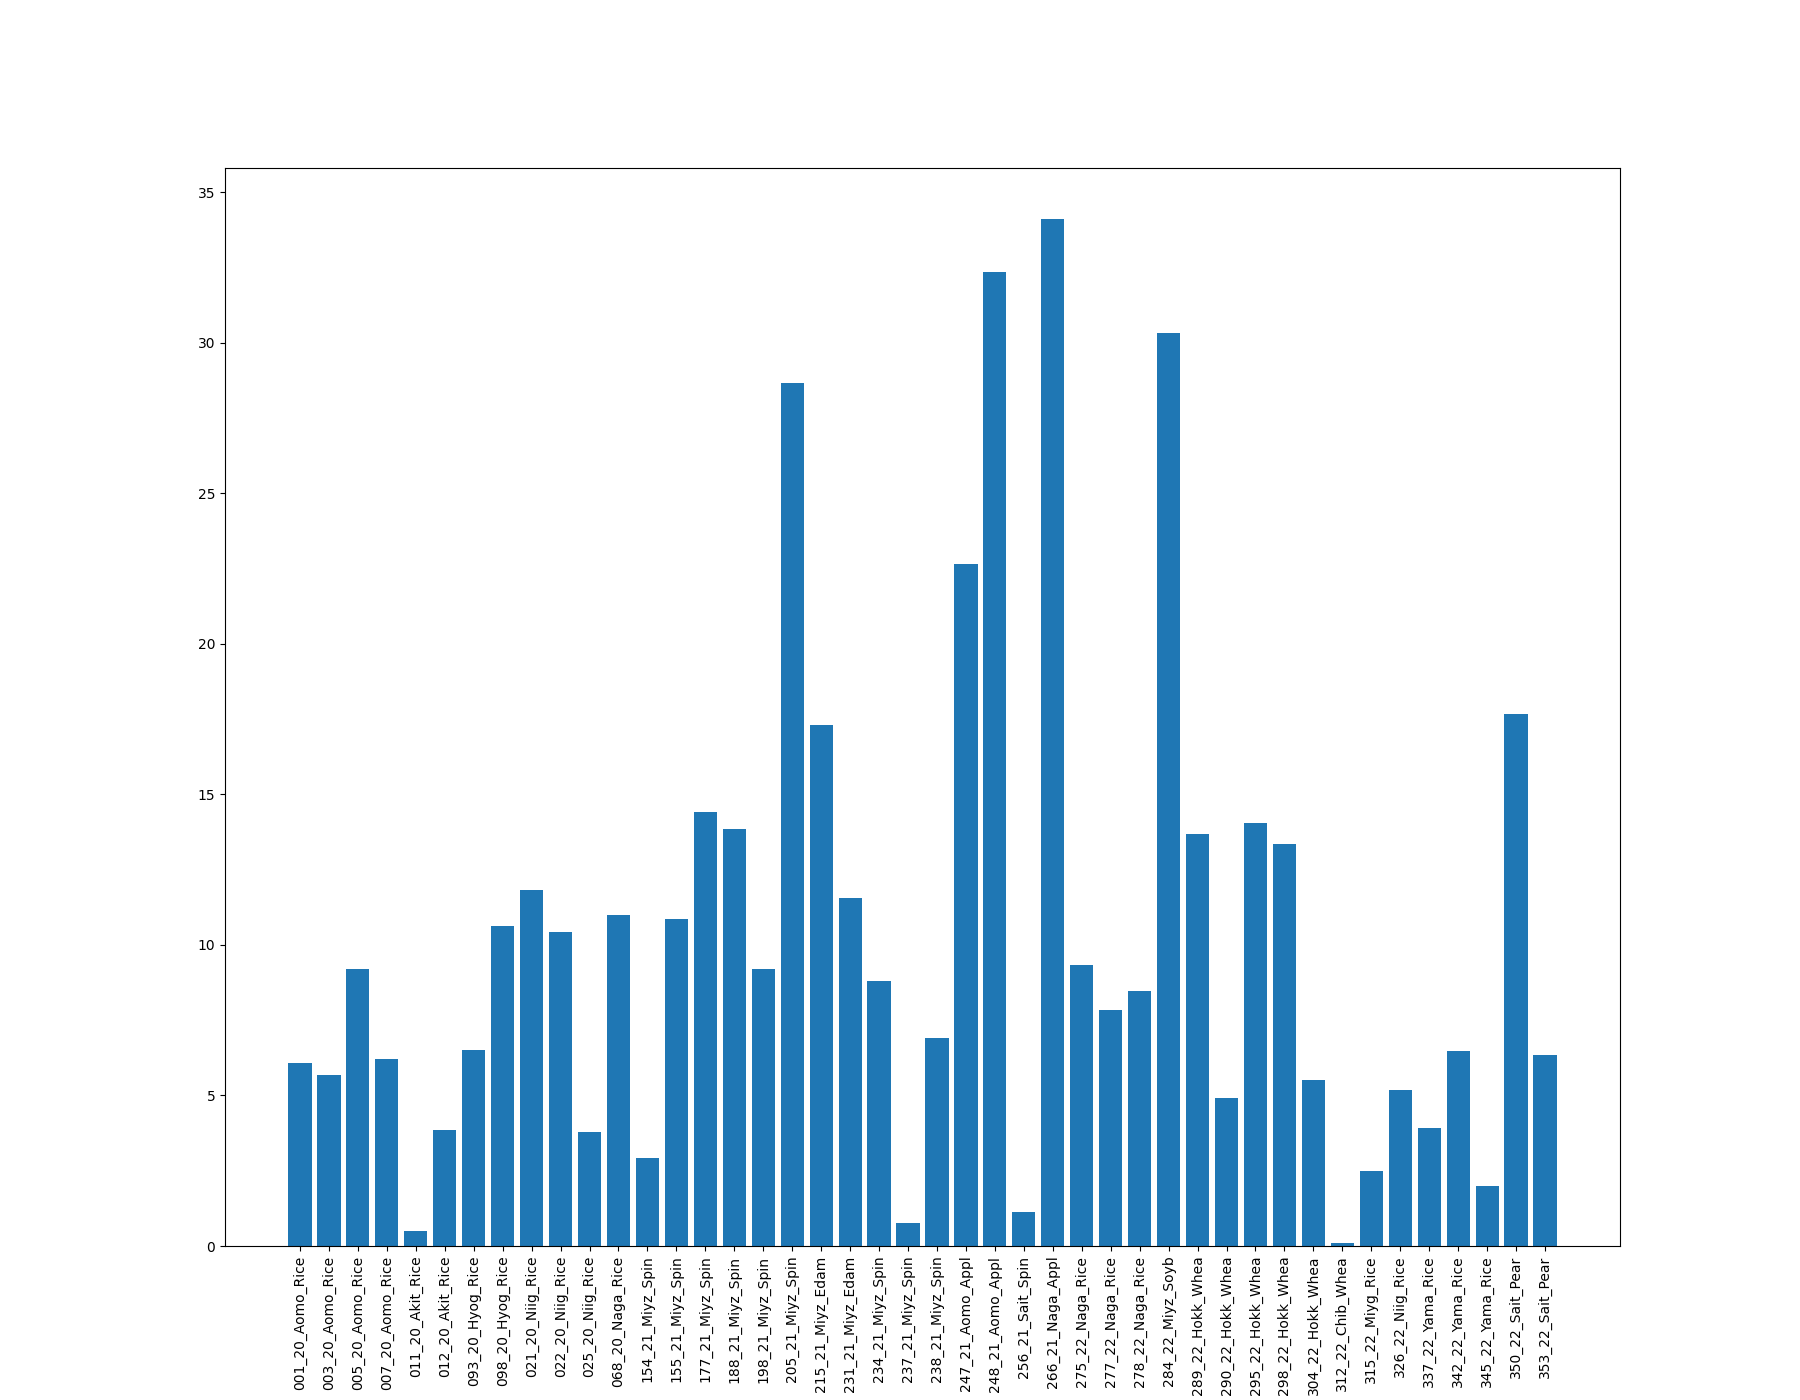 35
30
25
20
15
10
5
0
001_20_Aomo_Rice
003_20_Aomo_Rice
005_20_Aomo_Rice
007_20_Aomo_Rice
011_20_Akit_Rice
012_20_Akit_Rice
093_20_Hyog_Rice
098_20_Hyog_Rice
021_20_Niig_Rice
022_20_Niig_Rice
025_20_Niig_Rice
068_20_Naga_Rice
154_21_Miyz_Spin
155_21_Miyz_Spin
177_21_Miyz_Spin
188_21_Miyz_Spin
198_21_Miyz_Spin
205_21_Miyz_Spin
215_21_Miyz_Edam
231_21_Miyz_Edam
234_21_Miyz_Spin
237_21_Miyz_Spin
238_21_Miyz_Spin
247_21_Aomo_Appl
248_21_Aomo_Appl
256_21_Sait_Spin
266_21_Naga_Appl
275_22_Naga_Rice
277_22_Naga_Rice
278_22_Naga_Rice
284_22_Miyz_Soyb
289_22_Hokk_Whea
290_22_Hokk_Whea
295_22_Hokk_Whea
298_22_Hokk_Whea
304_22_Hokk_Whea
312_22_Chib_Whea
315_22_Miyg_Rice
326_22_Niig_Rice
337_22_Yama_Rice
342_22_Yama_Rice
345_22_Yama_Rice
350_22_Sait_Pear
353_22_Sait_Pear